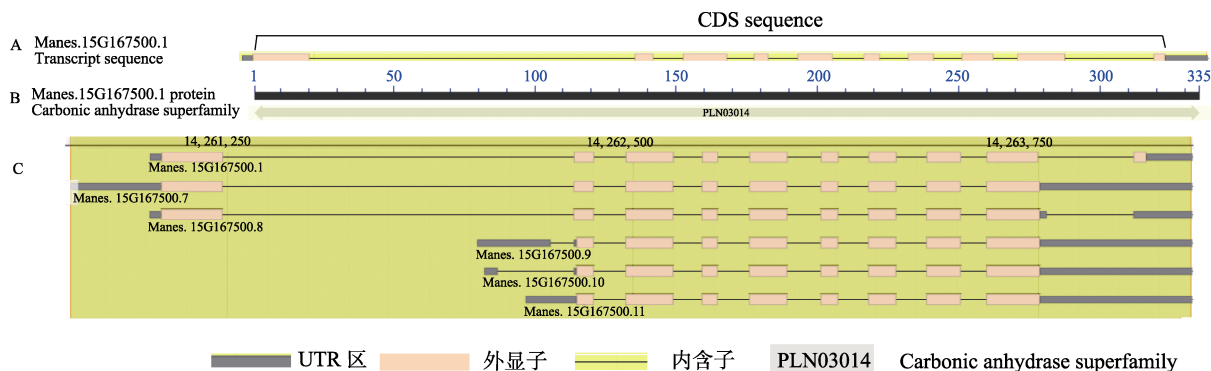 CDS sequence
A
Manes.15G167500.1
Transcript sequence
1 50 100 150 200 250 300 335
B
Manes.15G167500.1 protein
Carbonic anhydrase superfamily
PLN03014
C
14, 261, 250 14, 262, 500 14, 263, 750
Manes. 15G167500.1
Manes. 15G167500.7
Manes. 15G167500.8
Manes. 15G167500.9
Manes. 15G167500.10
Manes. 15G167500.11
UTR 区 外显子 内含子 PLN03014 Carbonic anhydrase superfamily